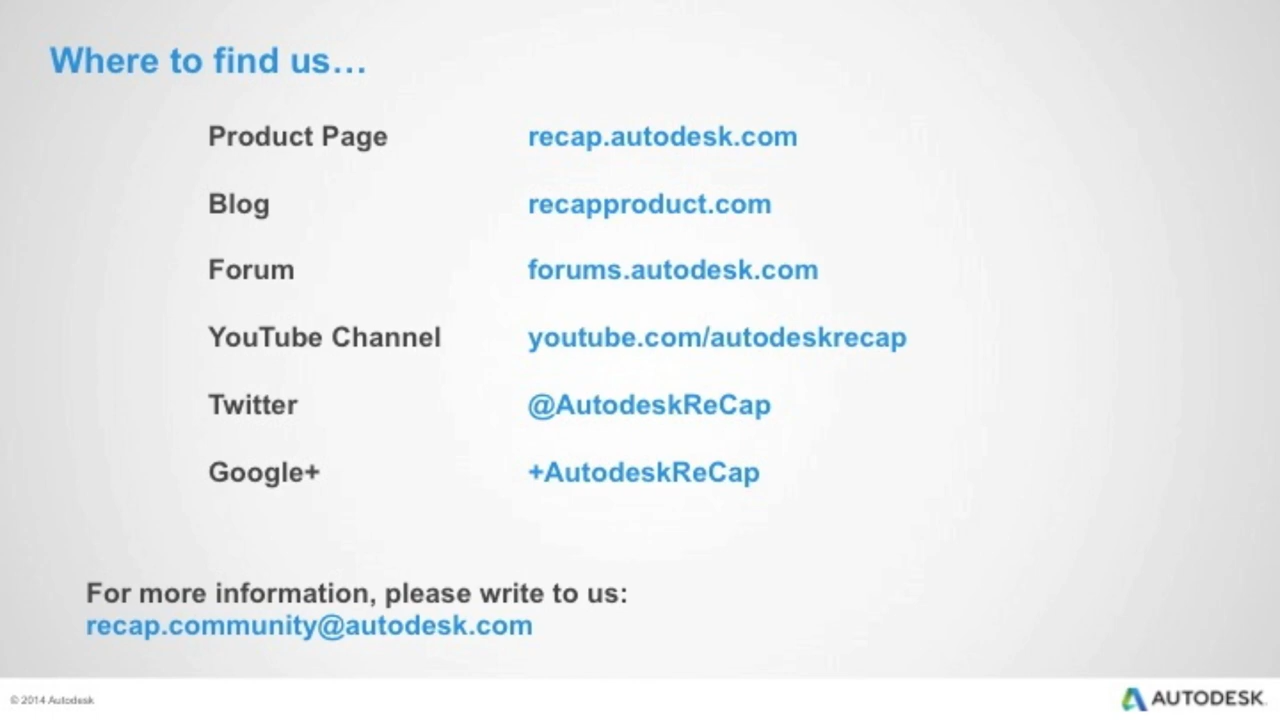 Where to find us…
Product Page recap.autodesk.com
Blog recapproduct.com
Forum forums.autodesk.com
YouTube Channel youtube.com/autodeskrecap
Twitter @AutodeskReCap
Google+ +AutodeskReCap
For more information, please write to us:
recap.community@autodesk.com
© 2014 Autodesk
AUTODESK.